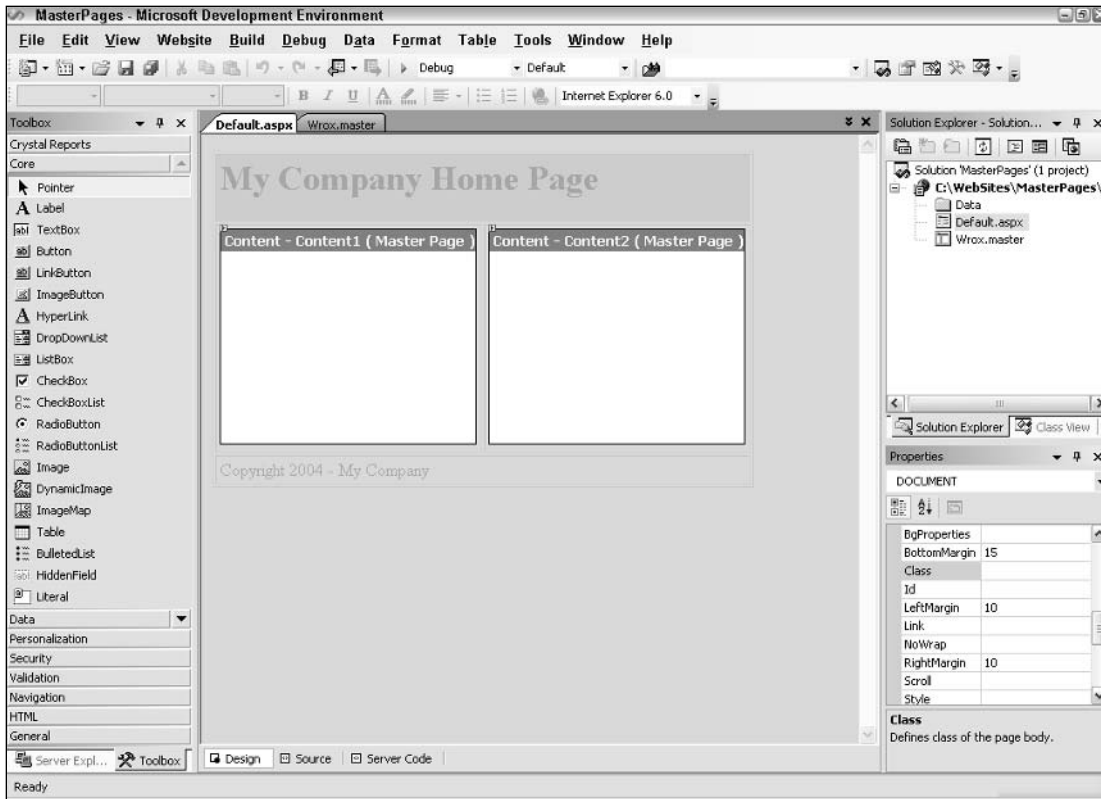 MasterPages - Microsoft Development Environment
File Edit View Website Build Debug Data Format Table Tools Window Help
Debug Default
B I U A Internet Explorer 6.0
Toolbox
Crystal Reports
Core
Pointer
A Label
abl TextBox
ab Button
ab LinkButton
ImageButton
A HyperLink
DropDownList
ListBox
CheckBox
CheckBoxList
RadioButton
RadioButtonList
Image
DynamicImage
ImageMap
Table
BulletedList
abl HiddenField
Literal
Data
Personalization
Security
Validation
Navigation
HTML
General
Server Expl... Toolbox
Default.aspx Wrox.master
My Company Home Page
Content - Content1 ( Master Page ) Content - Content2 ( Master Page )
Copyright 2004 - My Company
Design Source Server Code
Solution Explorer - Solution...
Solution 'MasterPages' (1 project)
C:\WebSites\MasterPages\
Data
Default.aspx
Wrox.master
Solution Explorer Class View
Properties
DOCUMENT
BgProperties
BottomMargin 15
Class
Id
LeftMargin 10
Link
NoWrap
RightMargin 10
Scroll
Style
Class
Defines class of the page body.
Ready